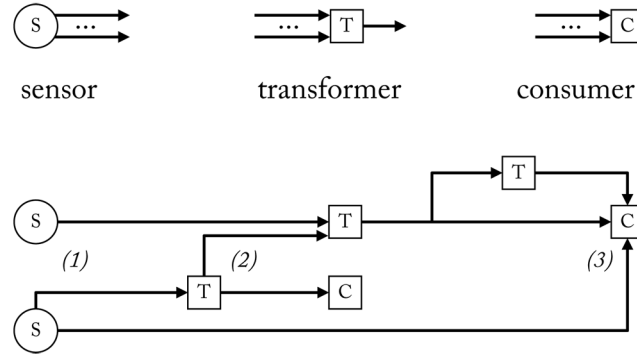 S ... T ... C
sensor transformer consumer
T
S T C
(1) (2) (3)
T C
S